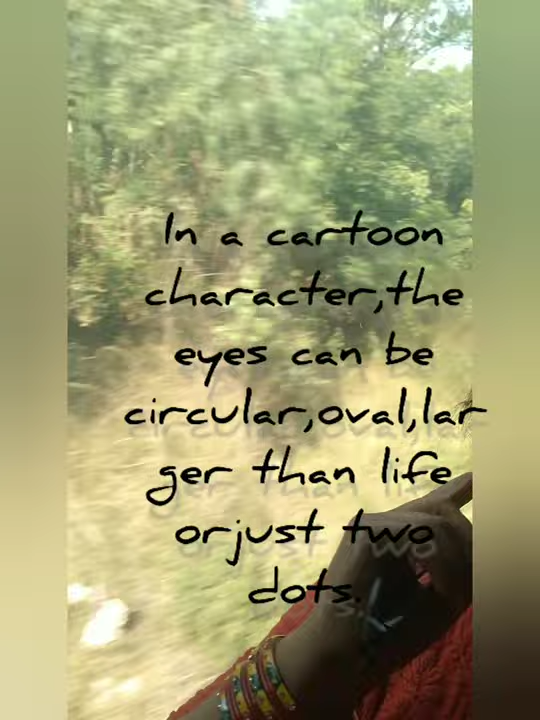 In a cartoon
character,the
eyes can be
circular,oval,lar
ger than life
orjust two
dots.